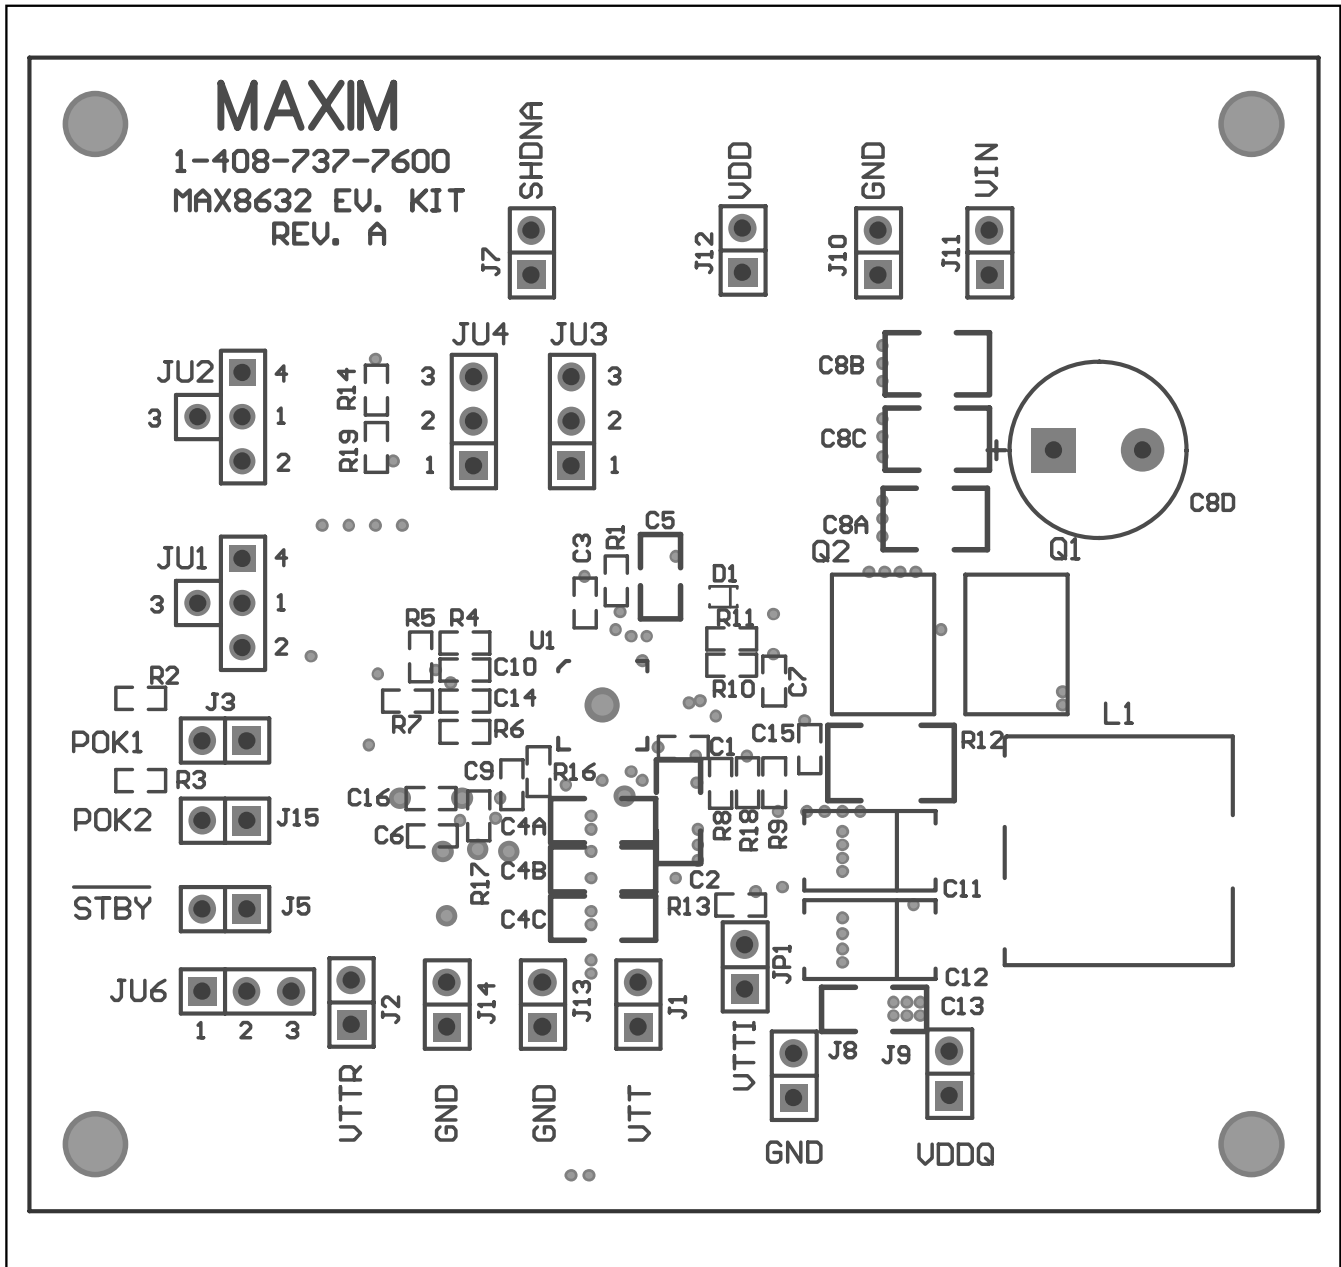 MAXIM
1-408-737-7600
MAX8632 EV. KIT
REV. A
SHDNA
J7
VDD
J12
GND
J10
VIN
J11
JU2
4
1
2
3
R14
R19
JU4
3
2
1
JU3
3
2
1
C8B
C8C
C8A
+
C8D
Q2
Q1
JU1
4
1
2
3
C3
R1
C5
D1
R11
R10
C7
U1
R5
R4
C10
C14
R7
R6
R2
J3
POK1
R3
POK2
J15
STBY
J5
JU6
1
2
3
C9
R16
C16
C6
R17
C4A
C4B
C4C
C1
C2
R8
R18
R9
R13
C15
R12
L1
C11
C12
C13
JP1
VTTI
J2
VTTR
J14
GND
J13
GND
J1
VTT
J8
GND
J9
VDDQ